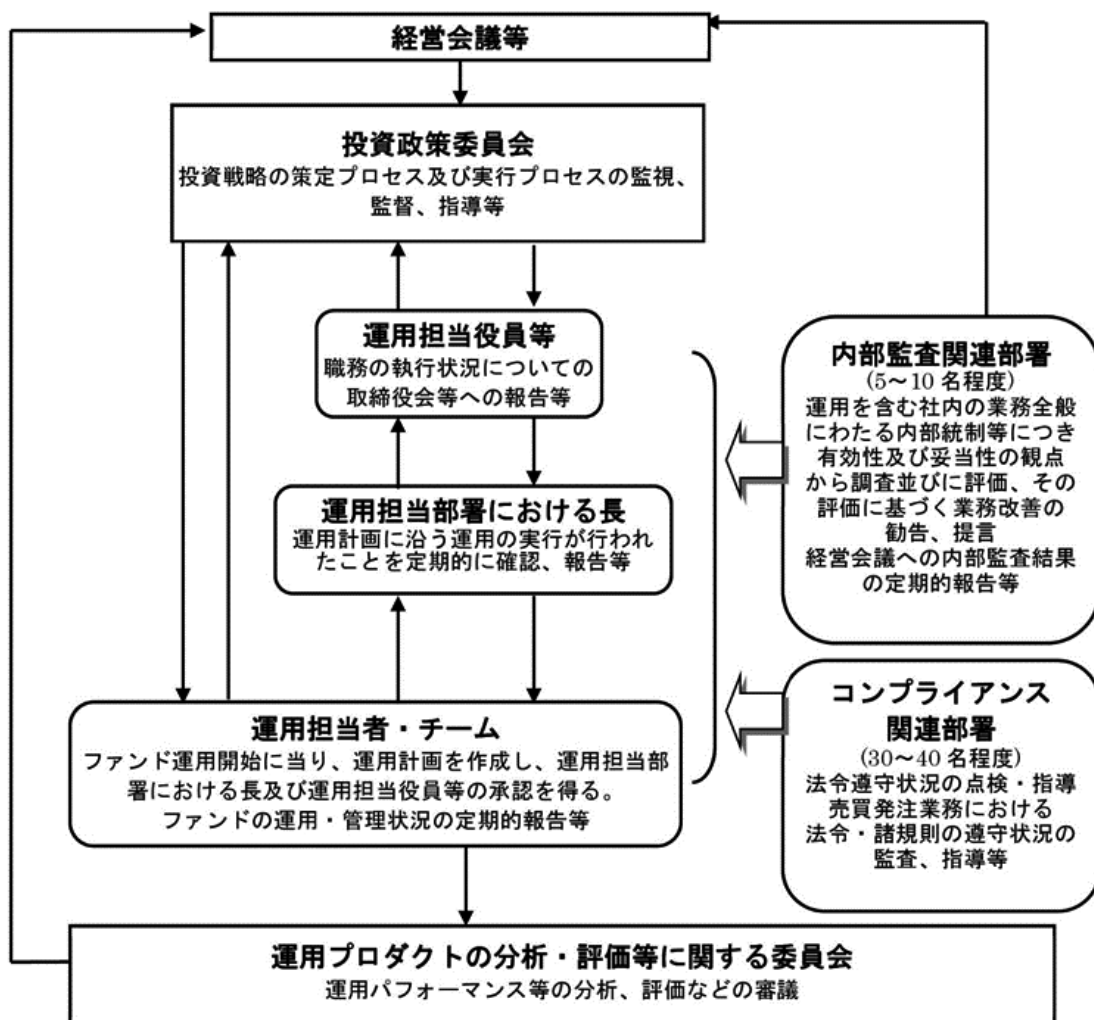 経営会議等
投資政策委員会
投資戦略の策定プロセス及び実行プロセスの監視、
監督、指導等
運用担当役員等
職務の執行状況についての
取締役会等への報告等
運用担当部署における長
運用計画に沿う運用の実行が行われ
たことを定期的に確認、報告等
運用担当者・チーム
ファンド運用開始に当り、運用計画を作成し、運用担当部
署における長及び運用担当役員等の承認を得る。
ファンドの運用・管理状況の定期的報告等
内部監査関連部署
(5～10 名程度)
運用を含む社内の業務全般
にわたる内部統制等につき
有効性及び妥当性の観点
から調査並びに評価、その
評価に基づく業務改善の
勧告、提言
経営会議への内部監査結果
の定期的報告等
コンプライアンス
関連部署
(30～40 名程度)
法令遵守状況の点検・指導
売買発注業務における
法令・諸規則の遵守状況の
監査、指導等
運用プロダクトの分析・評価等に関する委員会
運用パフォーマンス等の分析、評価などの審議